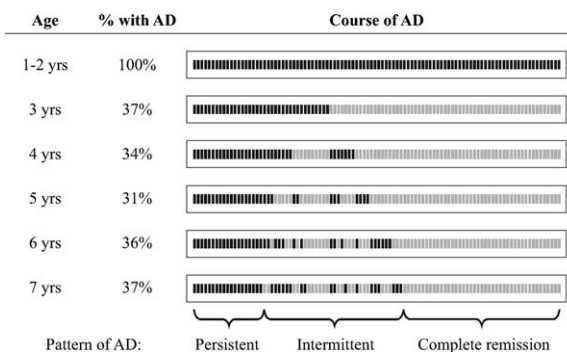 Age % with AD Course of AD
1-2 yrs 100%
3 yrs 37%
4 yrs 34%
5 yrs 31%
6 yrs 36%
7 yrs 37%
Pattern of AD: Persistent Intermittent Complete remission